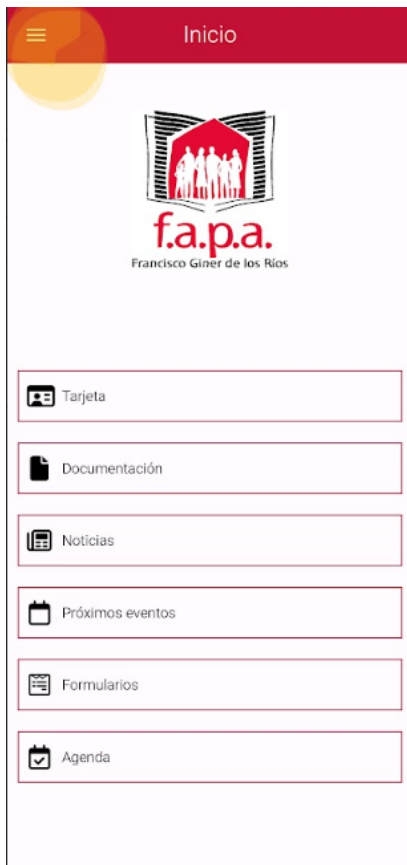 Inicio
f.a.p.a.
Francisco Giner de los Ríos
Tarjeta
Documentación
Noticias
Próximos eventos
Formularios
Agenda